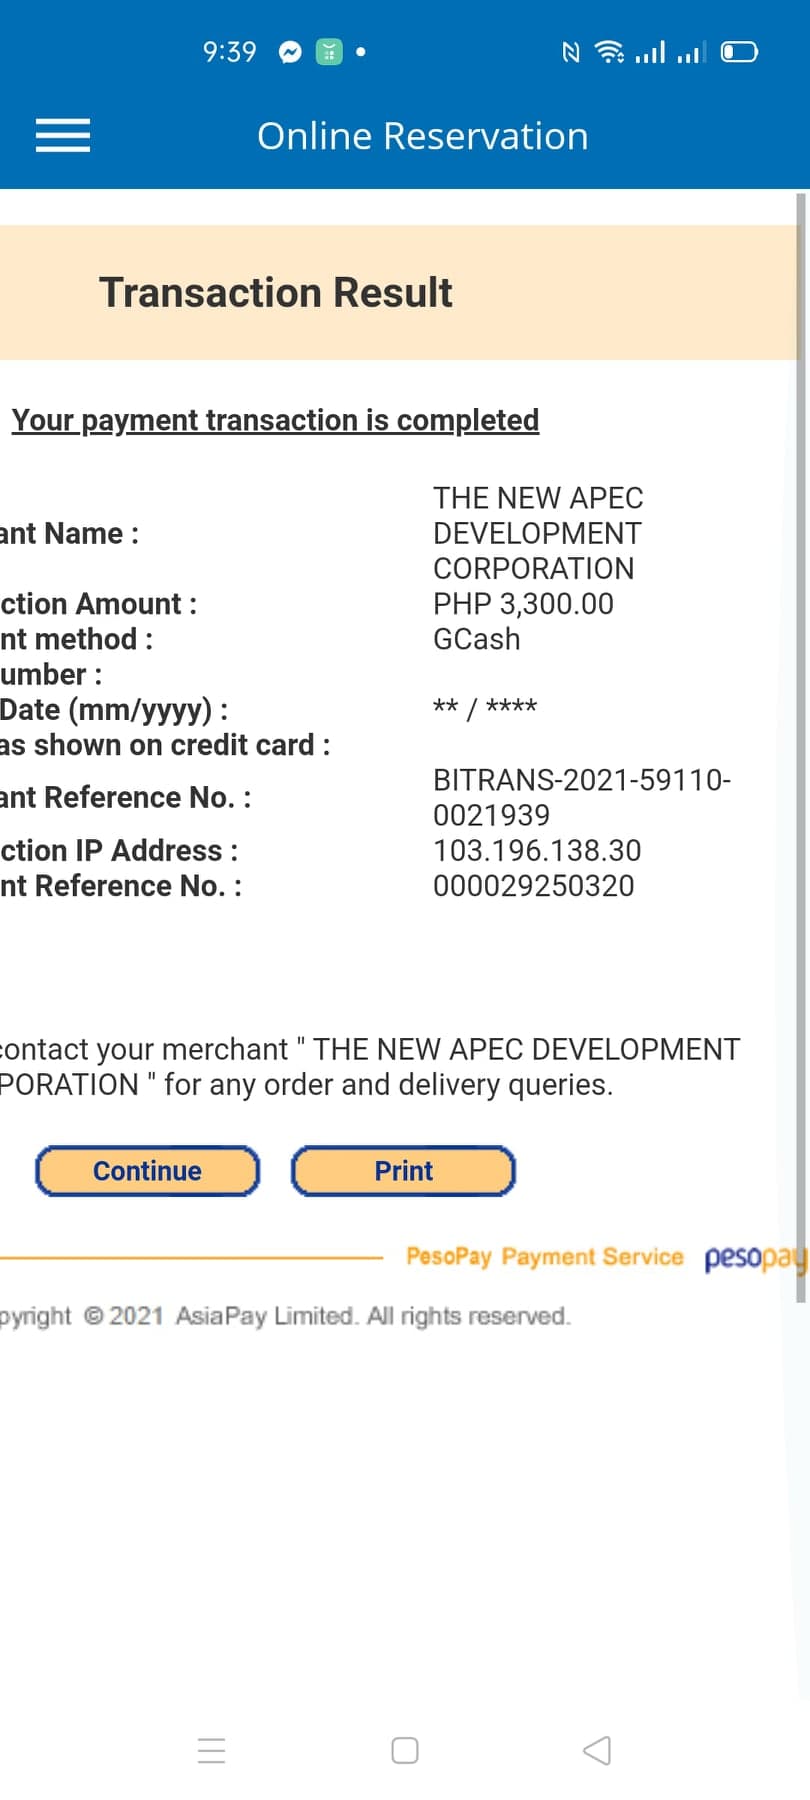 9:39
Online Reservation
Transaction Result
Your payment transaction is completed
ant Name :
THE NEW APEC
DEVELOPMENT
CORPORATION
ction Amount :
PHP 3,300.00
nt method :
GCash
umber :
Date (mm/yyyy) :
** / ****
as shown on credit card :
ant Reference No. :
BITRANS-2021-59110-
0021939
ction IP Address :
103.196.138.30
nt Reference No. :
000029250320
contact your merchant " THE NEW APEC DEVELOPMENT
PORATION " for any order and delivery queries.
Continue
Print
PesoPay Payment Service pesopay
pyright © 2021 AsiaPay Limited. All rights reserved.